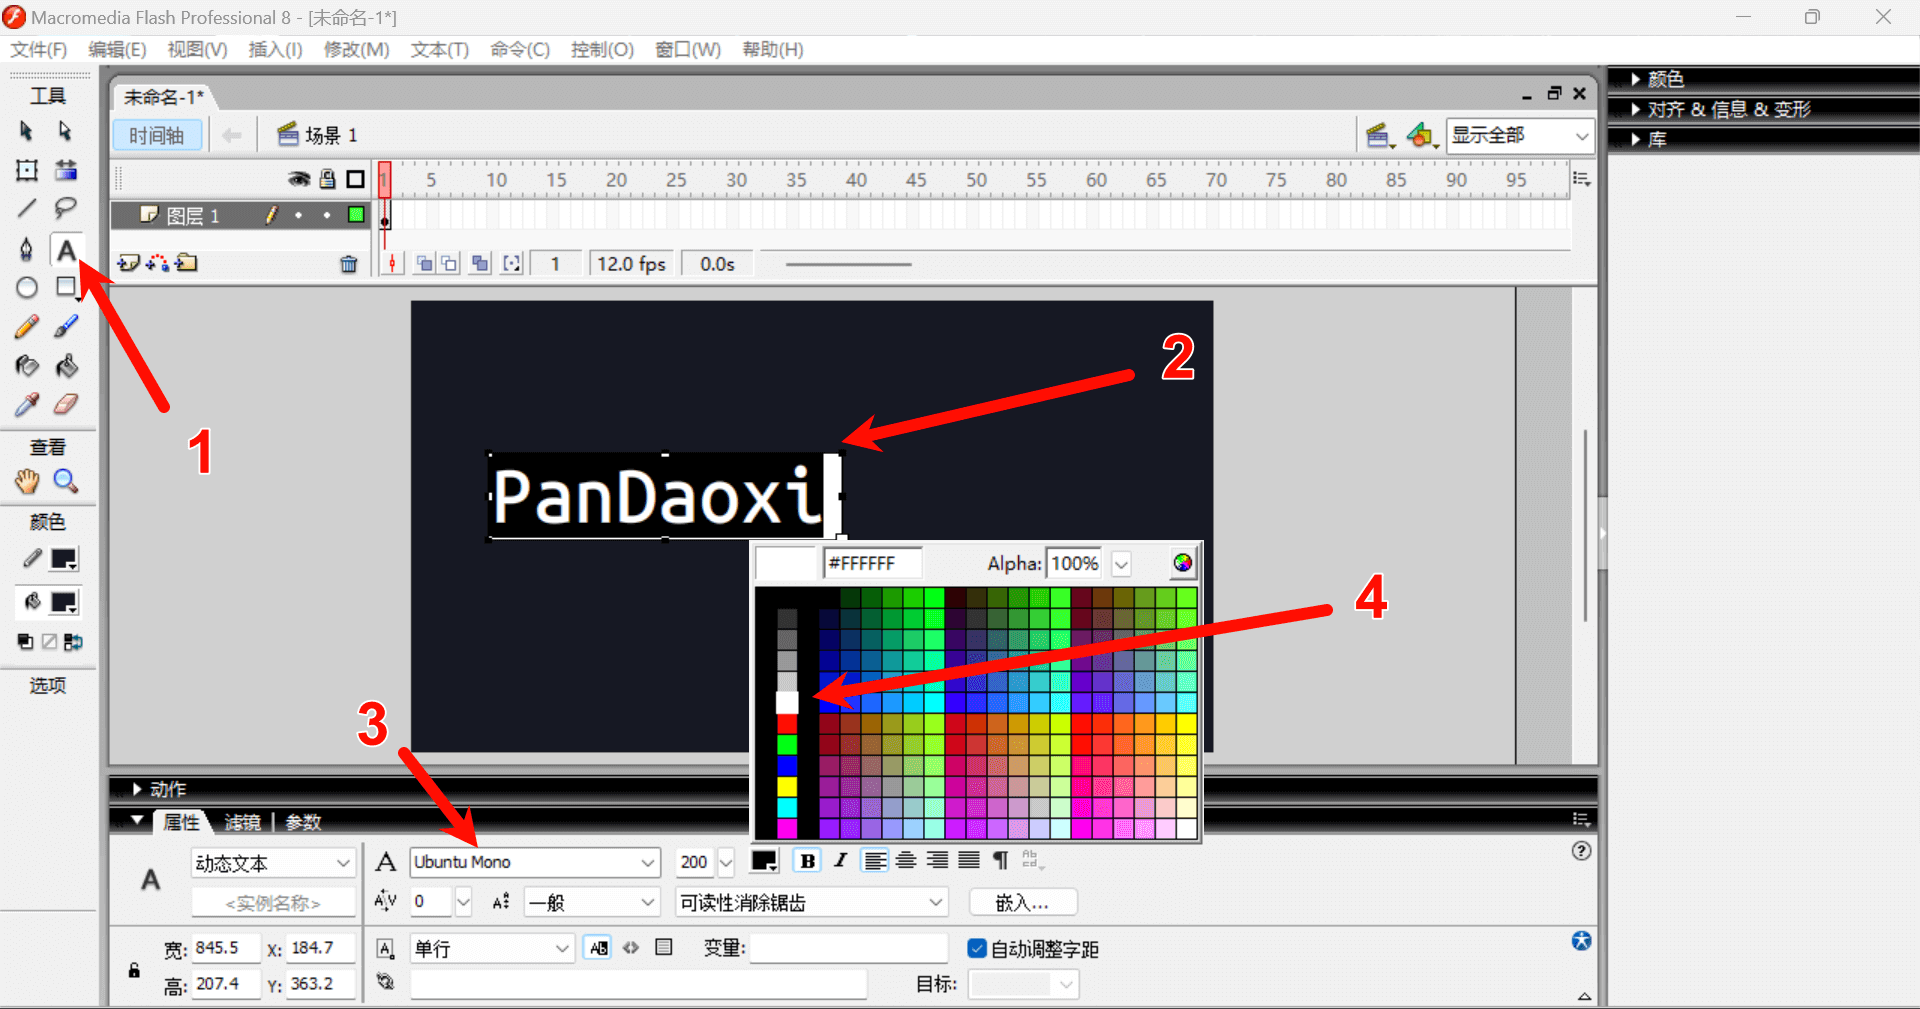 Macromedia Flash Professional 8 - [未命名-1*]
文件(F) 编辑(E) 视图(V) 插入(I) 修改(M) 文本(T) 命令(C) 控制(O) 窗口(W) 帮助(H)
工具
未命名-1*
时间轴 场景 1 显示全部
1 5 10 15 20 25 30 35 40 45 50 55 60 65 70 75 80 85 90 95
图层 1
1 12.0 fps 0.0s
A
1
2
PanDaoxi
#FFFFFF Alpha: 100%
3
4
查看
颜色
选项
颜色
对齐 & 信息 & 变形
库
动作
属性 滤镜 参数
A 动态文本 A Ubuntu Mono 200 B I
<实例名称> A/V 0 A 一般 可读性消除锯齿 嵌入...
宽: 845.5 X: 184.7 A 单行 AB 变量: 自动调整字距
高: 207.4 Y: 363.2 目标: